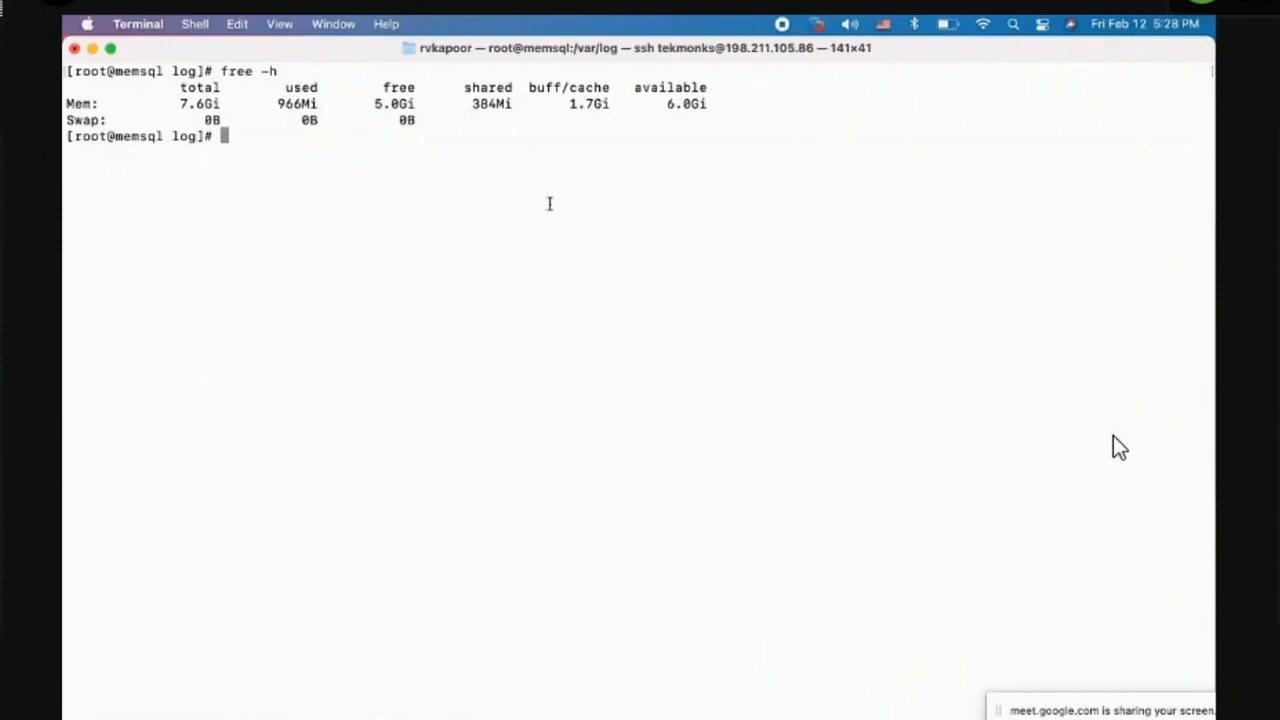 Terminal Shell Edit View Window Help Fri Feb 12 5:28 PM
rvkapoor — root@memsql:/var/log — ssh tekmonks@198.211.105.86 — 141×41
[root@memsql log]# free -h
total used free shared buff/cache available
Mem: 7.6Gi 966Mi 5.0Gi 384Mi 1.7Gi 6.0Gi
Swap: 0B 0B 0B
[root@memsql log]#
meet.google.com is sharing your screen.